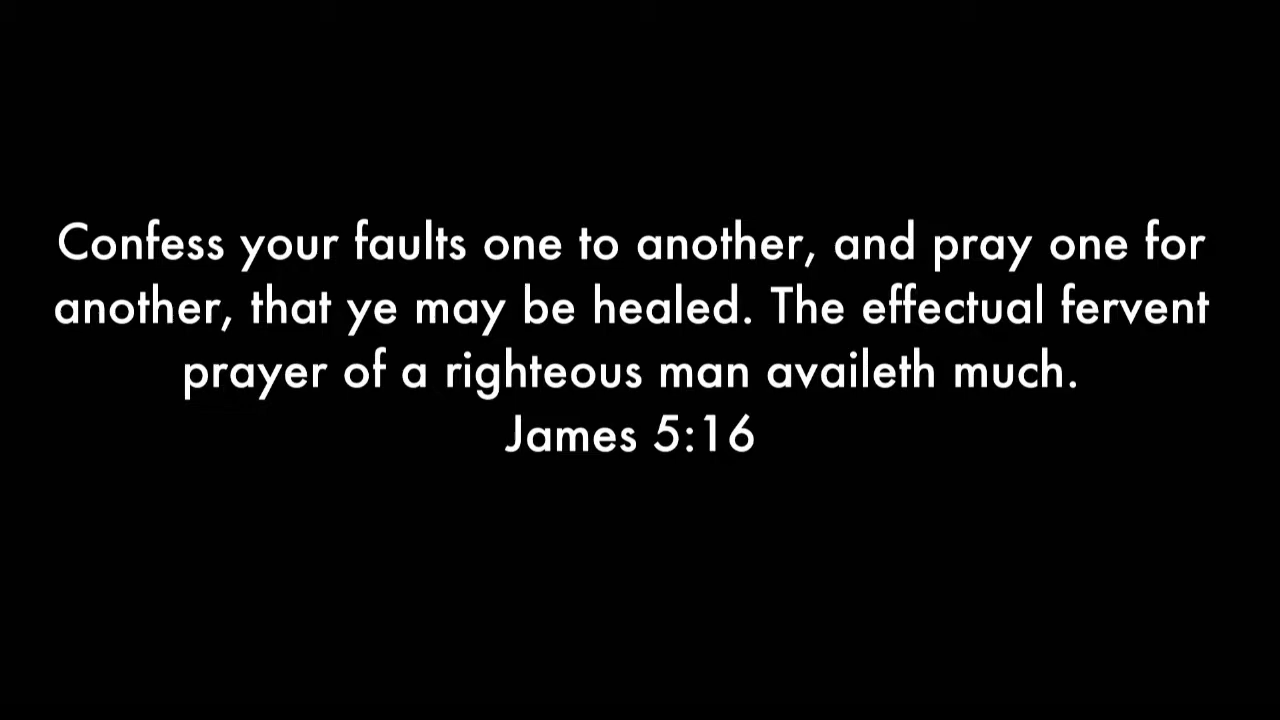 Confess your faults one to another, and pray one for
another, that ye may be healed. The effectual fervent
prayer of a righteous man availeth much.
James 5:16